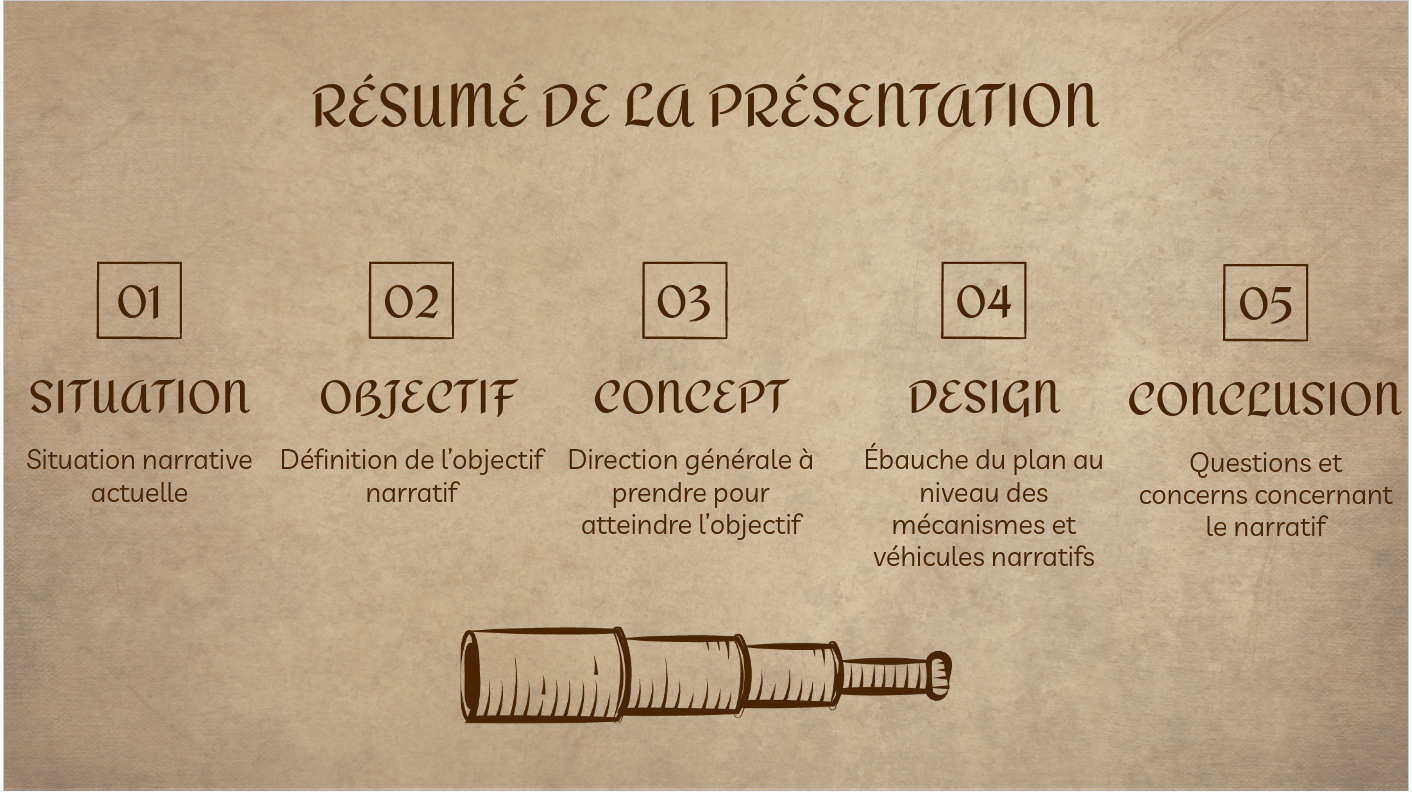 RÉSUMÉ DE LA PRÉSENTATION
01
SITUATION
Situation narrative
actuelle
02
OBJECTIF
Définition de l'objectif
narratif
03
CONCEPT
Direction générale à
prendre pour
atteindre l'objectif
04
DESIGN
Ébauche du plan au
niveau des
mécanismes et
véhicules narratifs
05
CONCLUSION
Questions et
concerns concernant
le narratif